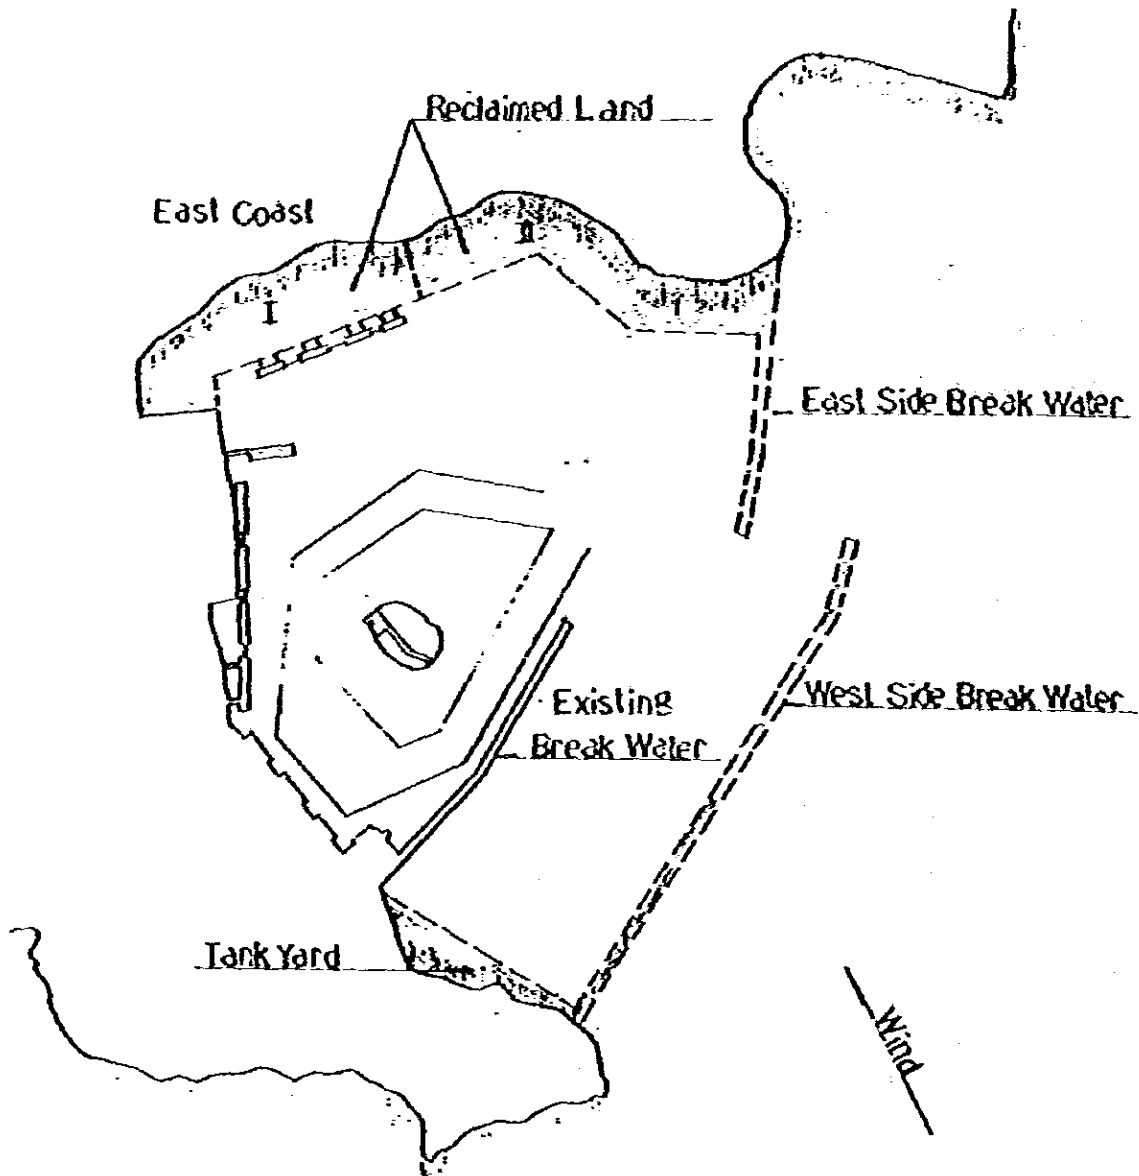 Reclaimed Land
East Coast
II
I
East Side Break Water
West Side Break Water
Existing
Break Water
Tank Yard
Wind